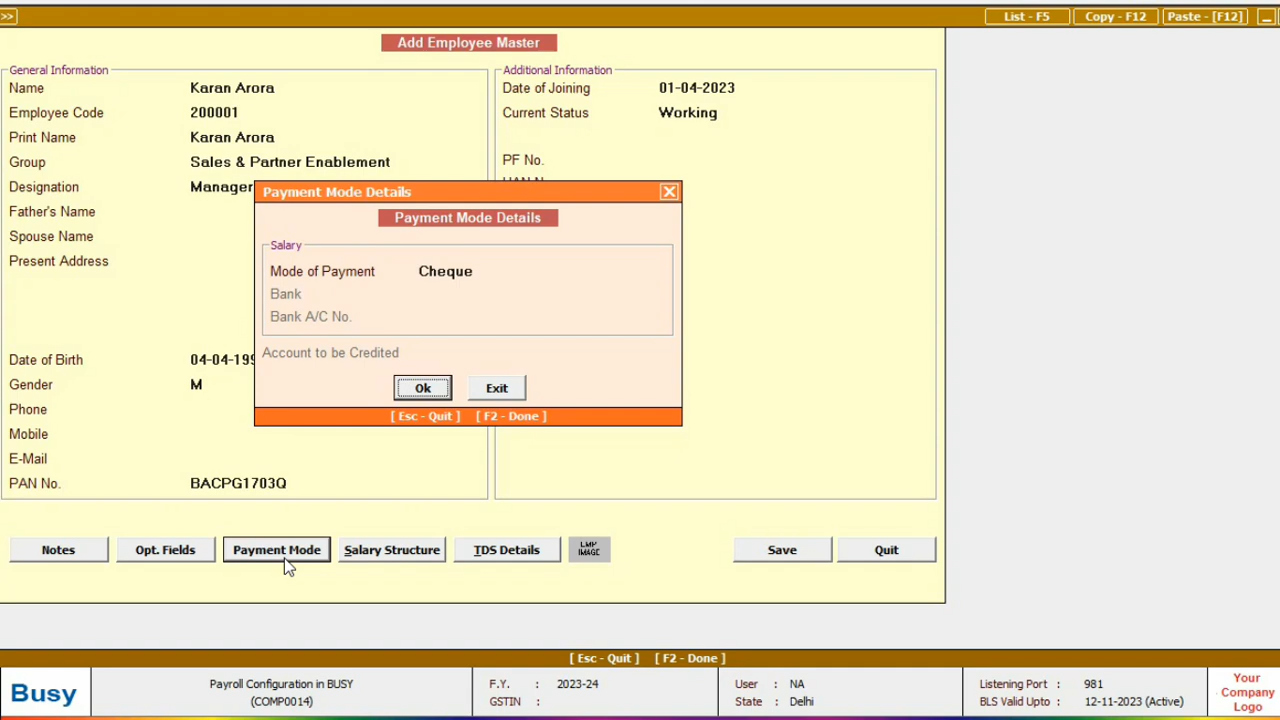 >> List - F5 Copy - F12 Paste - [F12]
Add Employee Master
General Information
Name Karan Arora
Employee Code 200001
Print Name Karan Arora
Group Sales & Partner Enablement
Designation Manager
Father's Name
Spouse Name
Present Address
Date of Birth 04-04-199
Gender M
Phone
Mobile
E-Mail
PAN No. BACPG1703Q
Additional Information
Date of Joining 01-04-2023
Current Status Working
PF No.
Payment Mode Details
Payment Mode Details
Salary
Mode of Payment Cheque
Bank
Bank A/C No.
Account to be Credited
Ok Exit
[ Esc - Quit ] [ F2 - Done ]
Notes Opt. Fields Payment Mode Salary Structure TDS Details EMP IMAGE Save Quit
[ Esc - Quit ] [ F2 - Done ]
Busy
Payroll Configuration in BUSY
(COMP0014)
F.Y. : 2023-24
GSTIN :
User : NA
State : Delhi
Listening Port : 981
BLS Valid Upto : 12-11-2023 (Active)
Your
Company
Logo